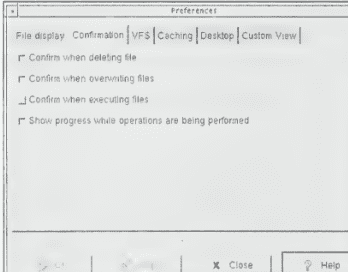 Preferences
File display Confirmation VFS Caching Desktop Custom View
Confirm when deleting file
Confirm when overwriting files
Confirm when executing files
Show progress while operations are being performed
X Close ? Help